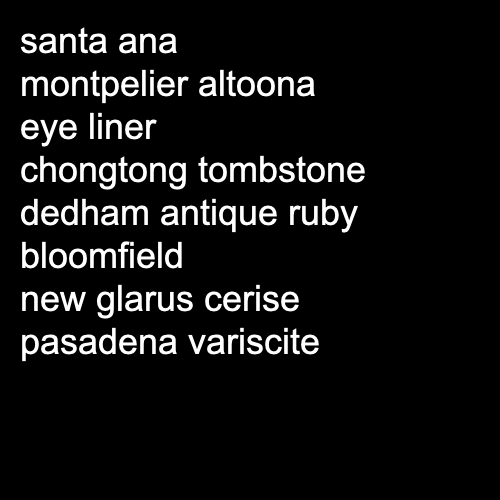 santa ana
montpelier altoona
eye liner
chongtong tombstone
dedham antique ruby
bloomfield
new glarus cerise
pasadena variscite